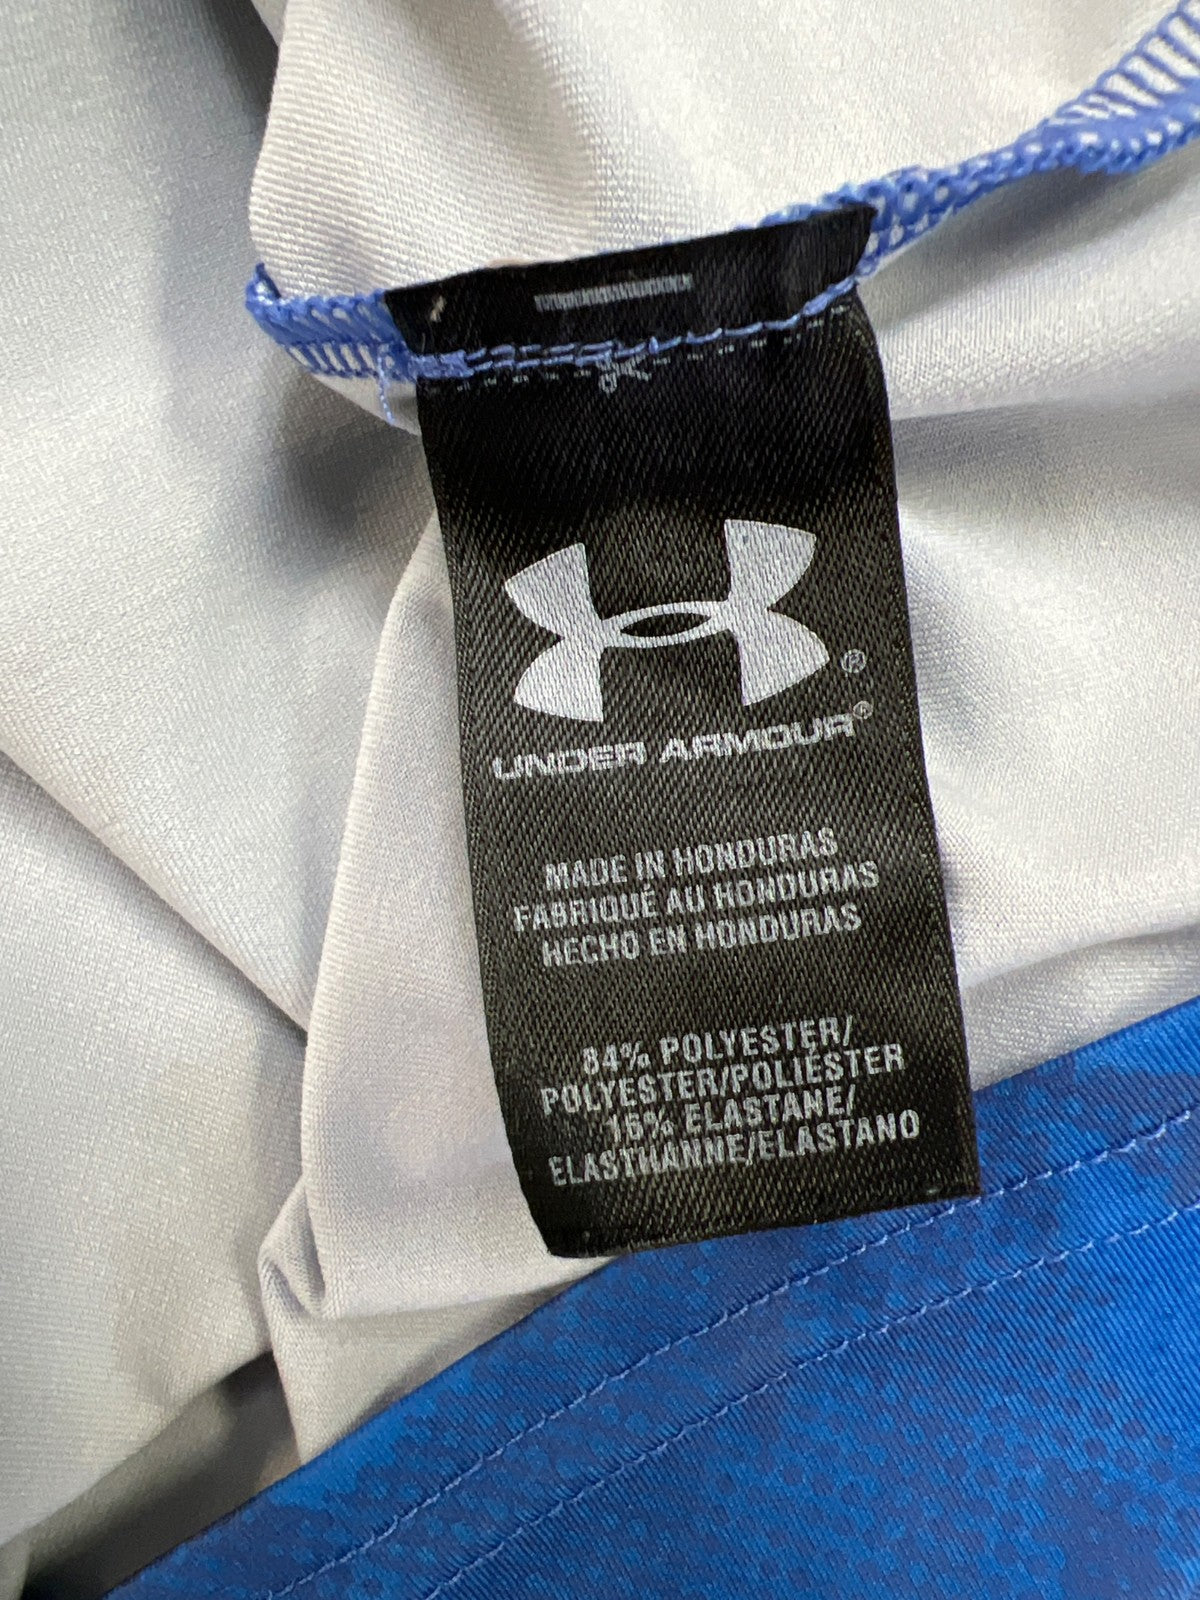 ®
UNDER ARMOUR®
MADE IN HONDURAS
FABRIQUÉ AU HONDURAS
HECHO EN HONDURAS
84% POLYESTER/
POLYESTER/POLIÉSTER
16% ELASTANE/
ELASTHANNE/ELASTANO